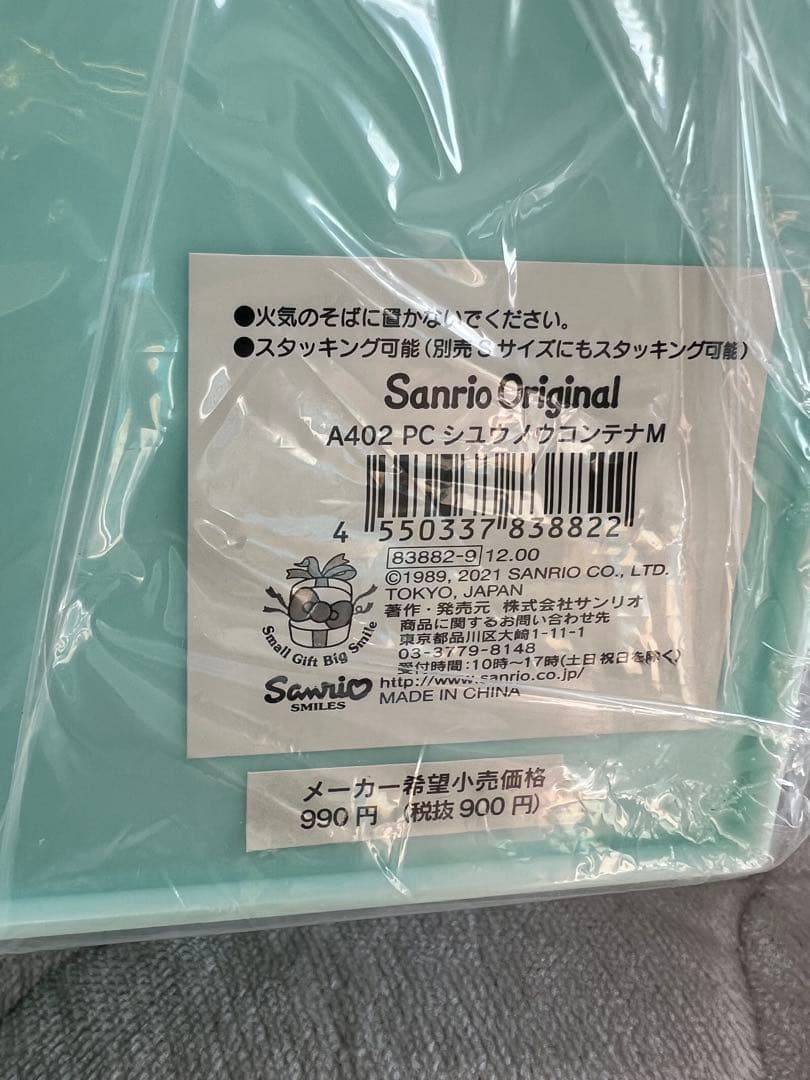 ●火気のそばに置かないでください。
●スタッキング可能(別売Sサイズにもスタッキング可能)
Sanrio Original
A402 PC シユウノウコンテナM
4 550337 838822
83882-9 12.00
©1989, 2021 SANRIO CO., LTD.
TOKYO, JAPAN
著作・発売元 株式会社サンリオ
商品に関するお問い合わせ先
東京都品川区大崎1-11-1
03-3779-8148
受付時間:10時~17時(土日祝日を除く)
http://www.sanrio.co.jp/
MADE IN CHINA
Small Gift Big Smile
Sanrio
SMILES
メーカー希望小売価格
990円 (税抜900円)